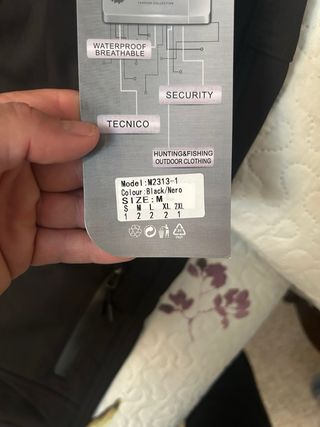 WATERPROOF
BREATHABLE
SECURITY
TECNICO
HUNTING&FISHING
OUTDOOR CLOTHING
Model:M2313-1
Colour:Black/Nero
SIZE:M
S M L XL 2XL
1 2 2 2 1